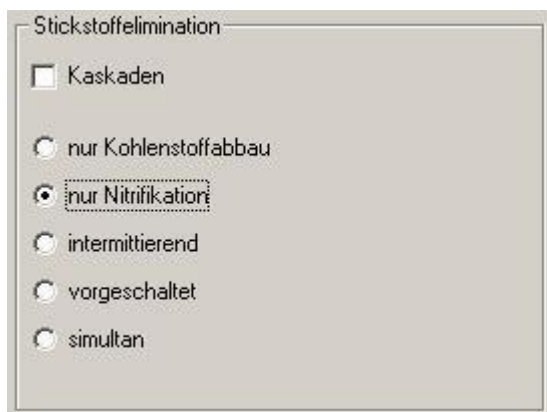 Stickstoffelimination
Kaskaden
nur Kohlenstoffabbau
nur Nitrifikation
intermittierend
vorgeschaltet
simultan